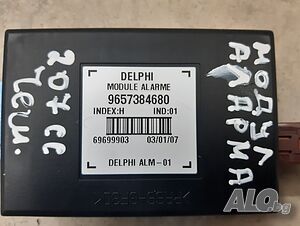 DELPHI
MODULE ALARME
9657384680
INDEX:H IND:01
69699903 03/01/07
DELPHI ALM-01
207 CC
МОДУЛ
АЛАРМА
ALO.bg